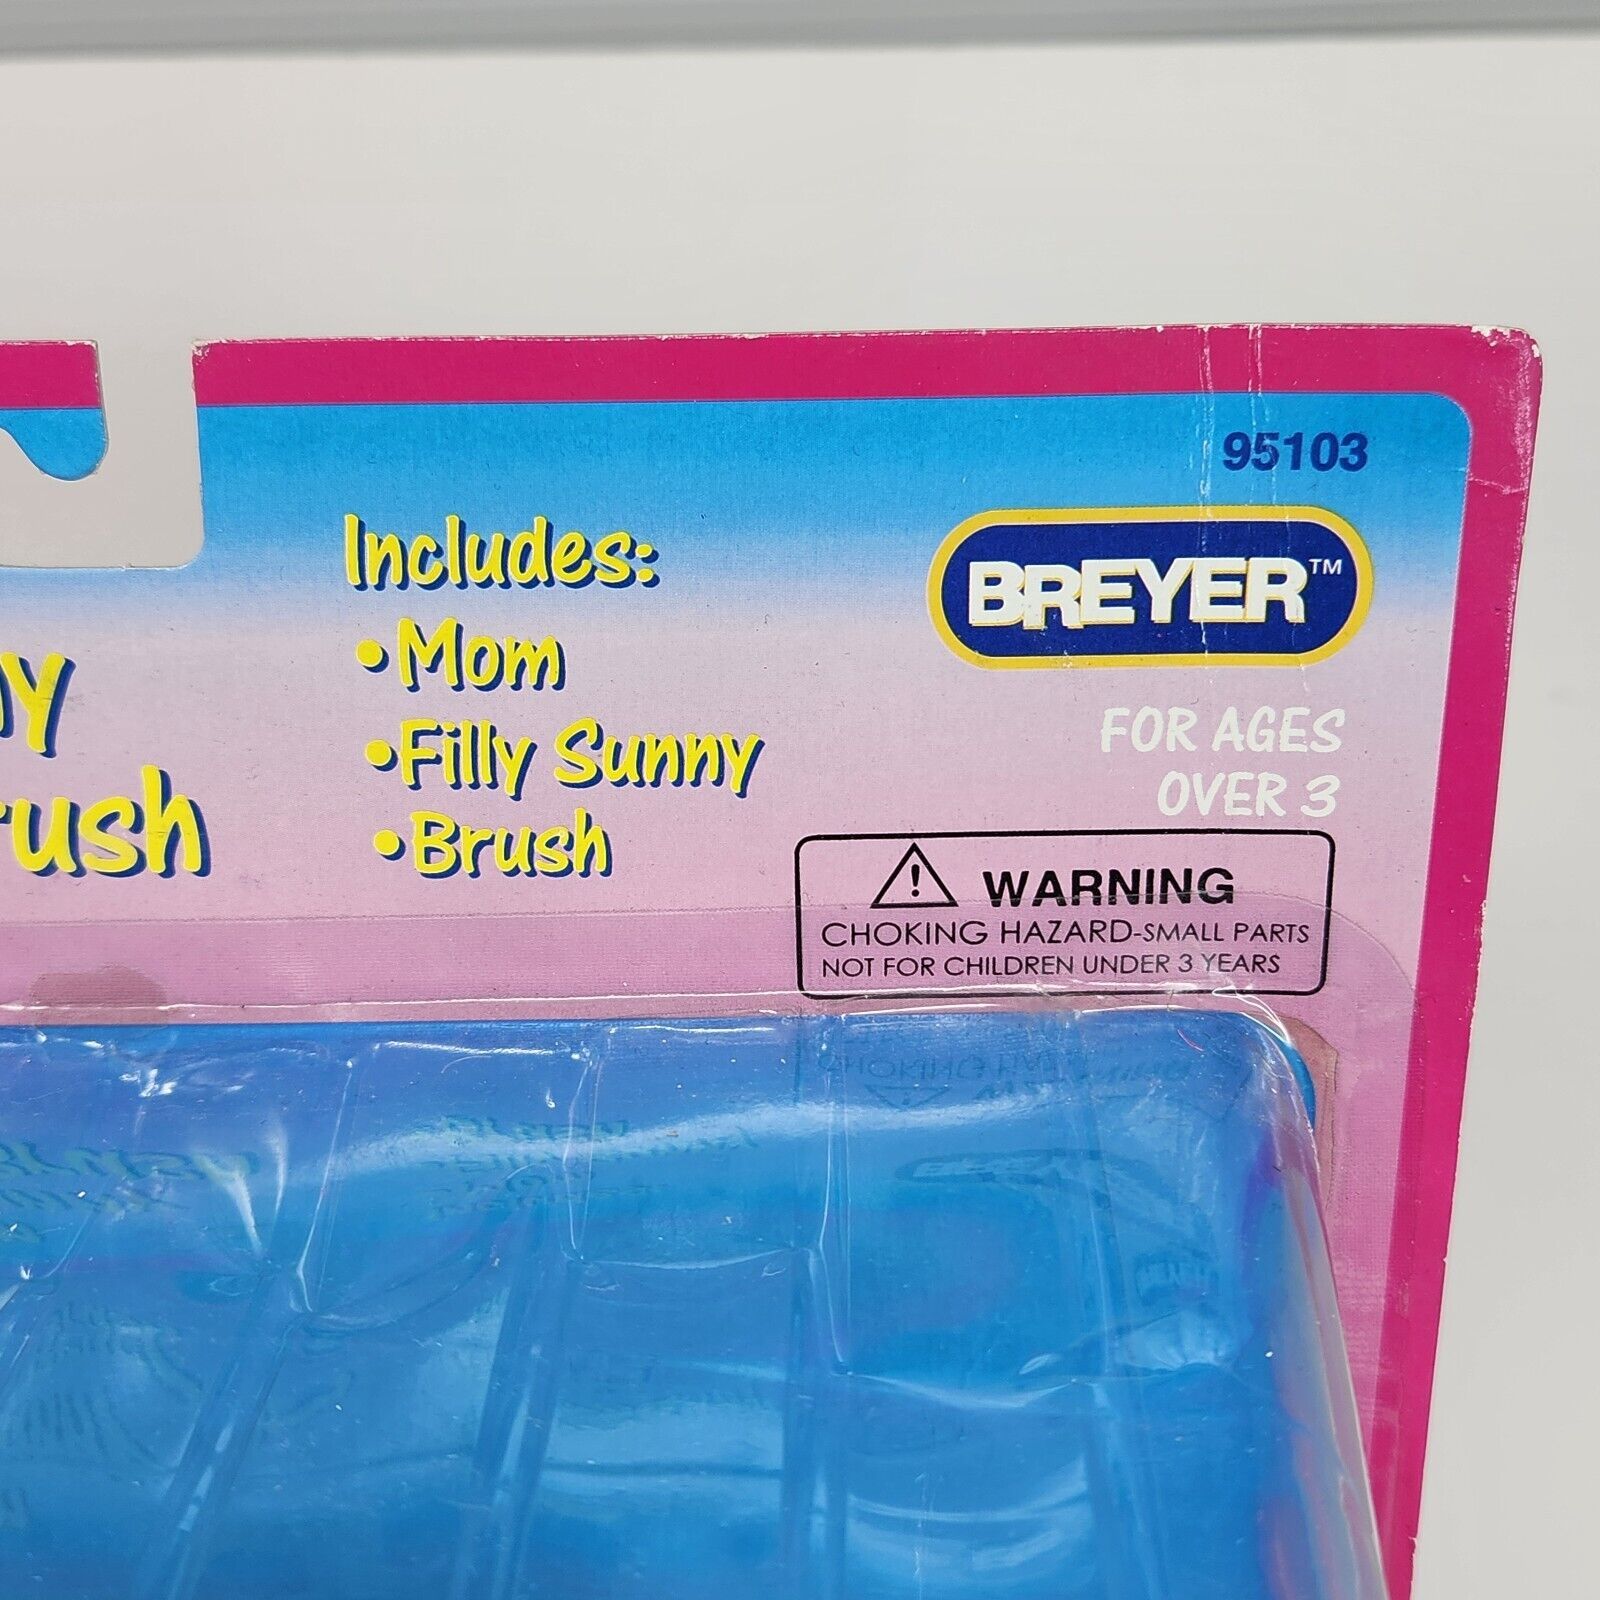 95103
BREYER™
Includes:
•Mom
•Filly Sunny
•Brush
FOR AGES
OVER 3
WARNING
CHOKING HAZARD-SMALL PARTS
NOT FOR CHILDREN UNDER 3 YEARS